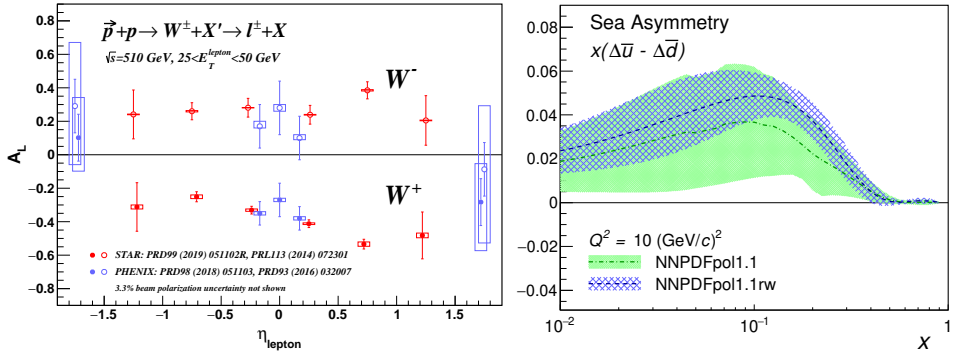 p⃗+p→W±+X′→l±+X
√s=510 GeV, 25<E_T^lepton<50 GeV
W-
W+
STAR: PRD99 (2019) 051102R, PRL113 (2014) 072301
PHENIX: PRD98 (2018) 051103, PRD93 (2016) 032007
3.3% beam polarization uncertainty not shown
A_L
0.8
0.6
0.4
0.2
0
−0.2
−0.4
−0.6
−0.8
−1.5 −1 −0.5 0 0.5 1 1.5
η_lepton
Sea Asymmetry
x(Δu̅ - Δd̅)
0.06
0.04
0.02
0
−0.02
−0.04
Q² = 10 (GeV/c)²
NNPDFpol1.1
NNPDFpol1.1rw
10⁻² 10⁻¹ 1
x